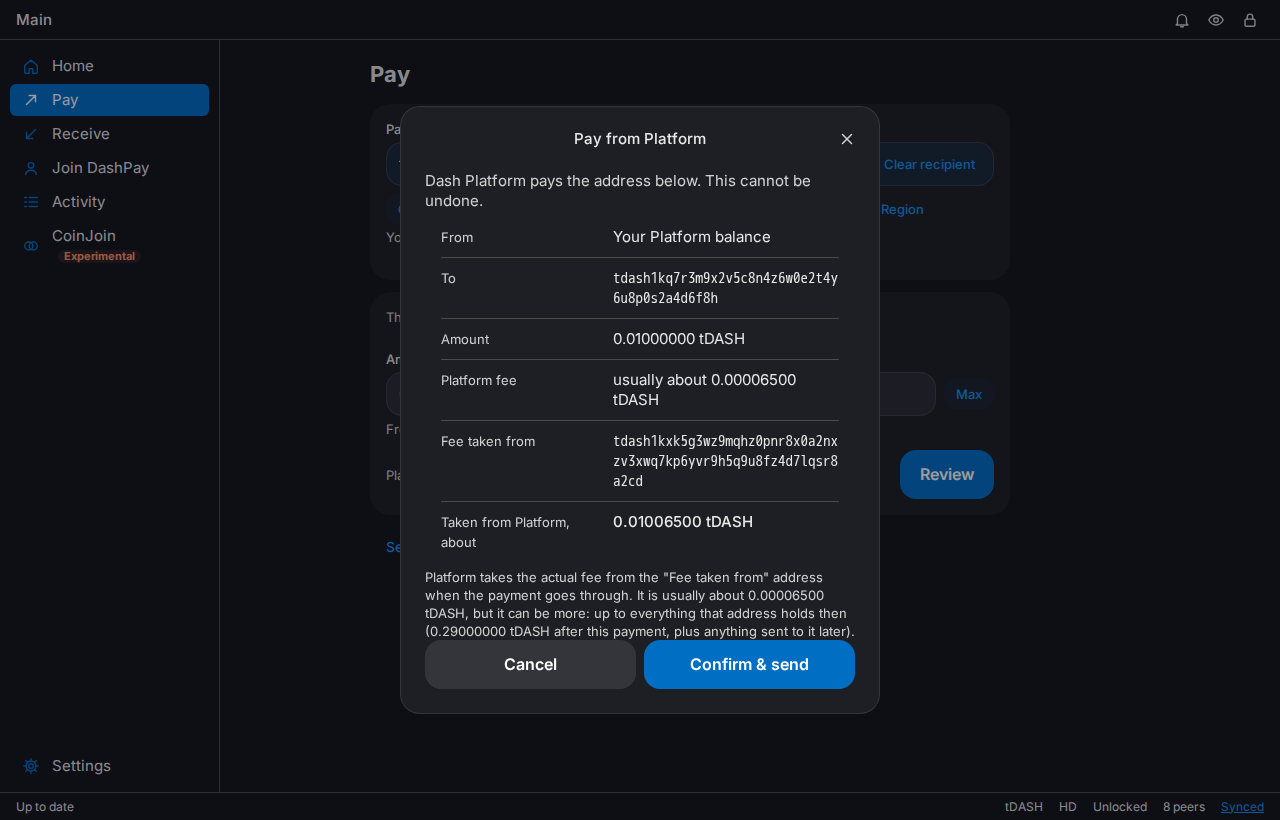 Main
Home
Pay
Receive
Join DashPay
Activity
CoinJoin
Experimental
Settings
Pay
Clear recipient
Region
Max
Review
Pay from Platform
Dash Platform pays the address below. This cannot be
undone.
From Your Platform balance
To tdash1kq7r3m9x2v5c8n4z6w0e2t4y
6u8p0s2a4d6f8h
Amount 0.01000000 tDASH
Platform fee usually about 0.00006500
tDASH
Fee taken from tdash1kxk5g3wz9mqhz0pnr8x0a2nx
zv3xwq7kp6yvr9h5q9u8fz4d7lqsr8
a2cd
Taken from Platform, 0.01006500 tDASH
about
Platform takes the actual fee from the "Fee taken from" address
when the payment goes through. It is usually about 0.00006500
tDASH, but it can be more: up to everything that address holds then
(0.29000000 tDASH after this payment, plus anything sent to it later).
Cancel Confirm & send
Up to date tDASH HD Unlocked 8 peers Synced